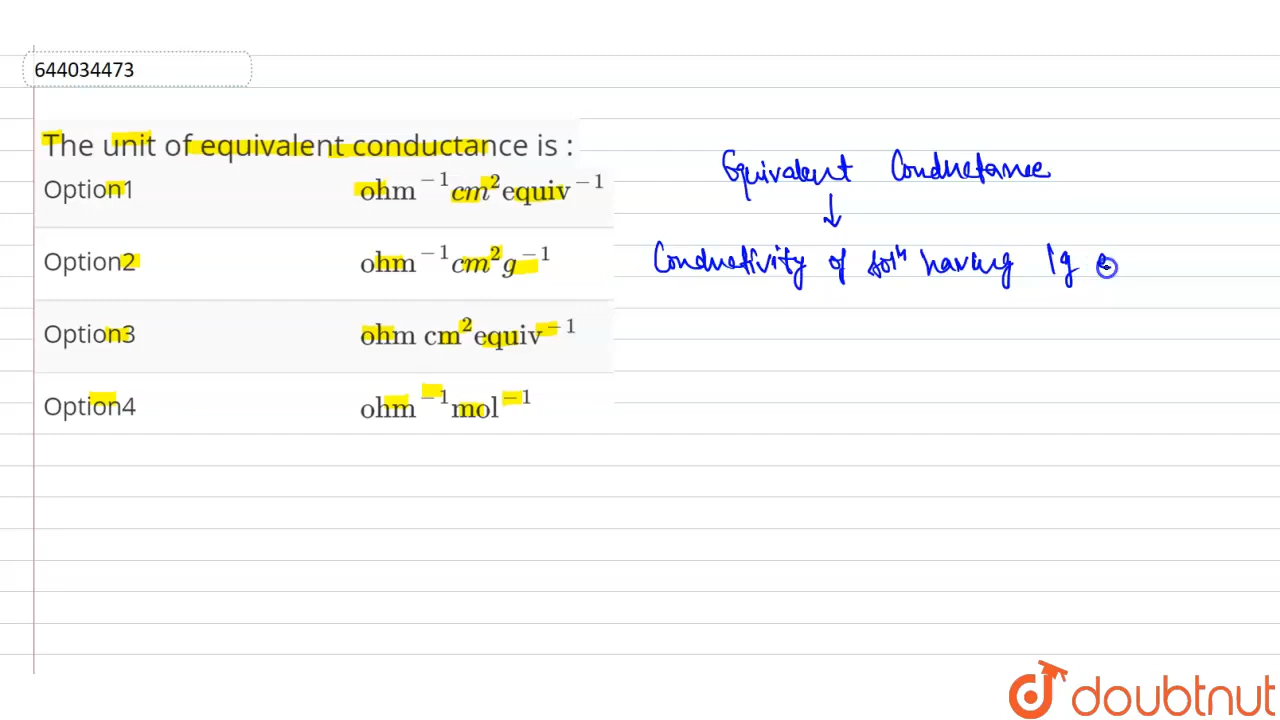 644034473
The unit of equivalent conductance is :
Option1 ohm⁻¹cm²equiv⁻¹
Option2 ohm⁻¹cm²g⁻¹
Option3 ohm cm²equiv⁻¹
Option4 ohm⁻¹mol⁻¹
Equivalent Conductance
↓
Conductivity of solⁿ having 1g e
doubtnut